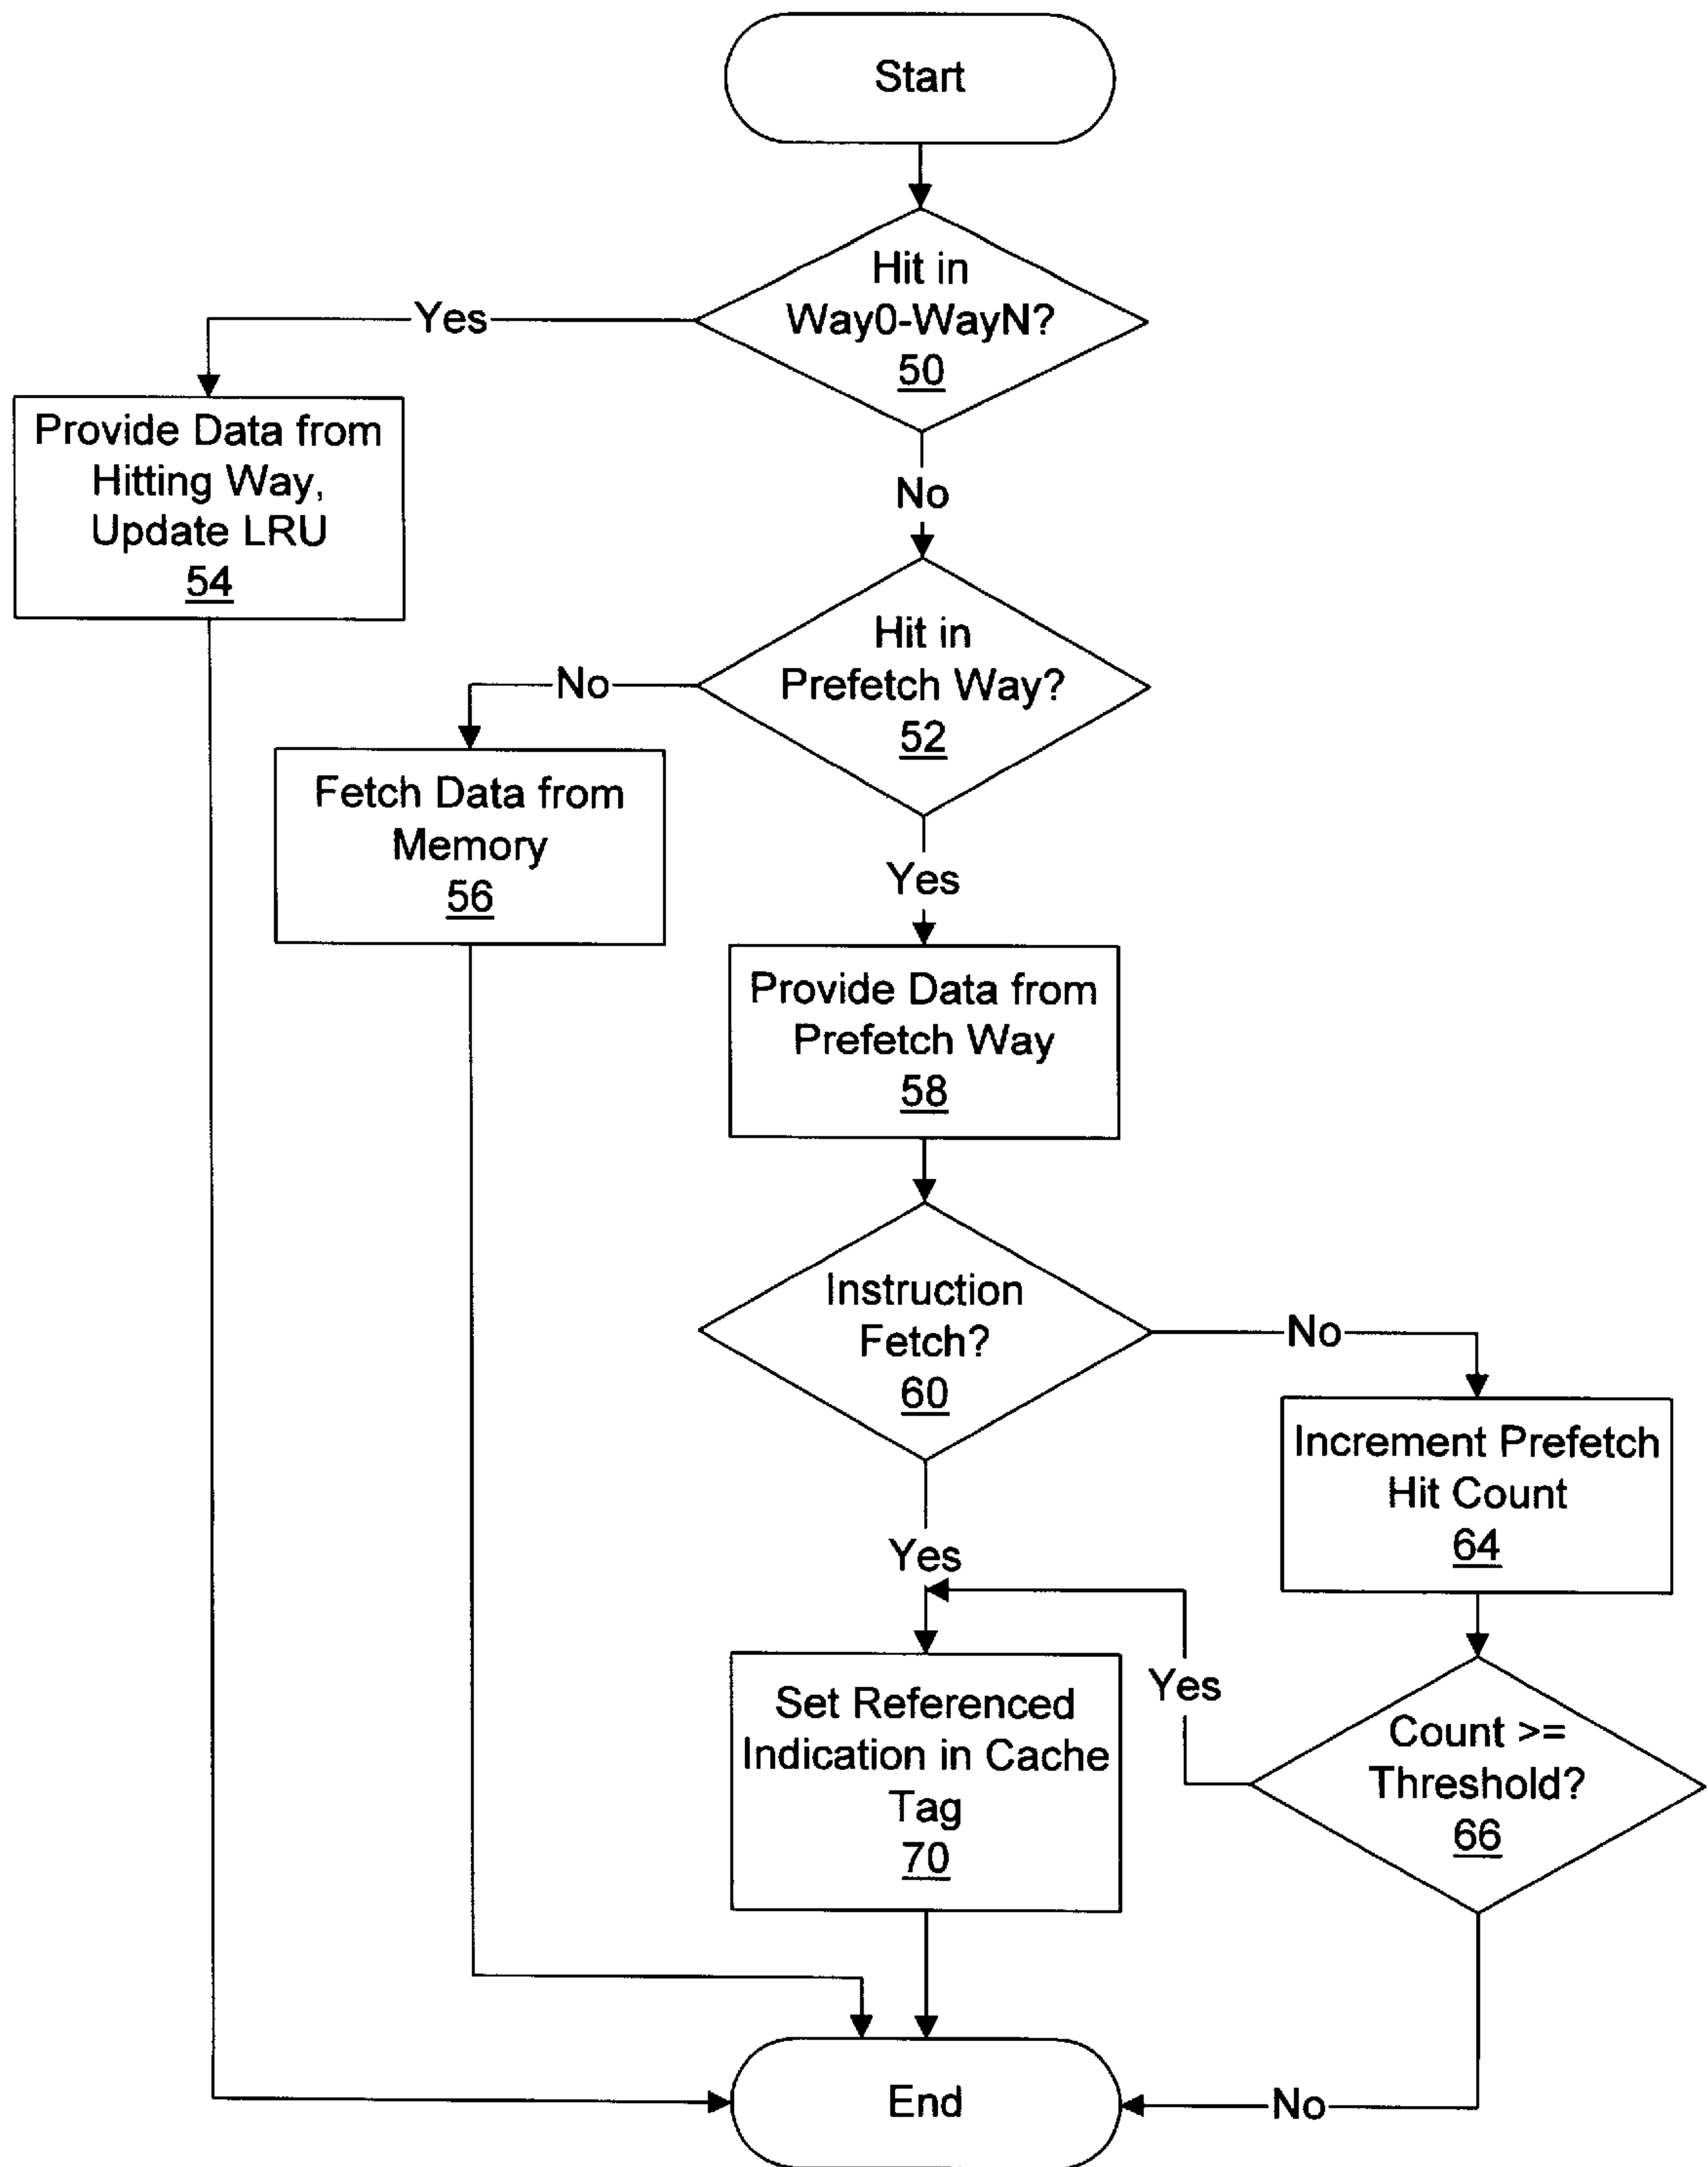 Start
Hit in
Way0-WayN?
50
Yes
No
Provide Data from
Hitting Way,
Update LRU
54
Hit in
Prefetch Way?
52
No
Yes
Fetch Data from
Memory
56
Provide Data from
Prefetch Way
58
Instruction
Fetch?
60
No
Yes
Increment Prefetch
Hit Count
64
Set Referenced
Indication in Cache
Tag
70
Yes
Count >=
Threshold?
66
No
End